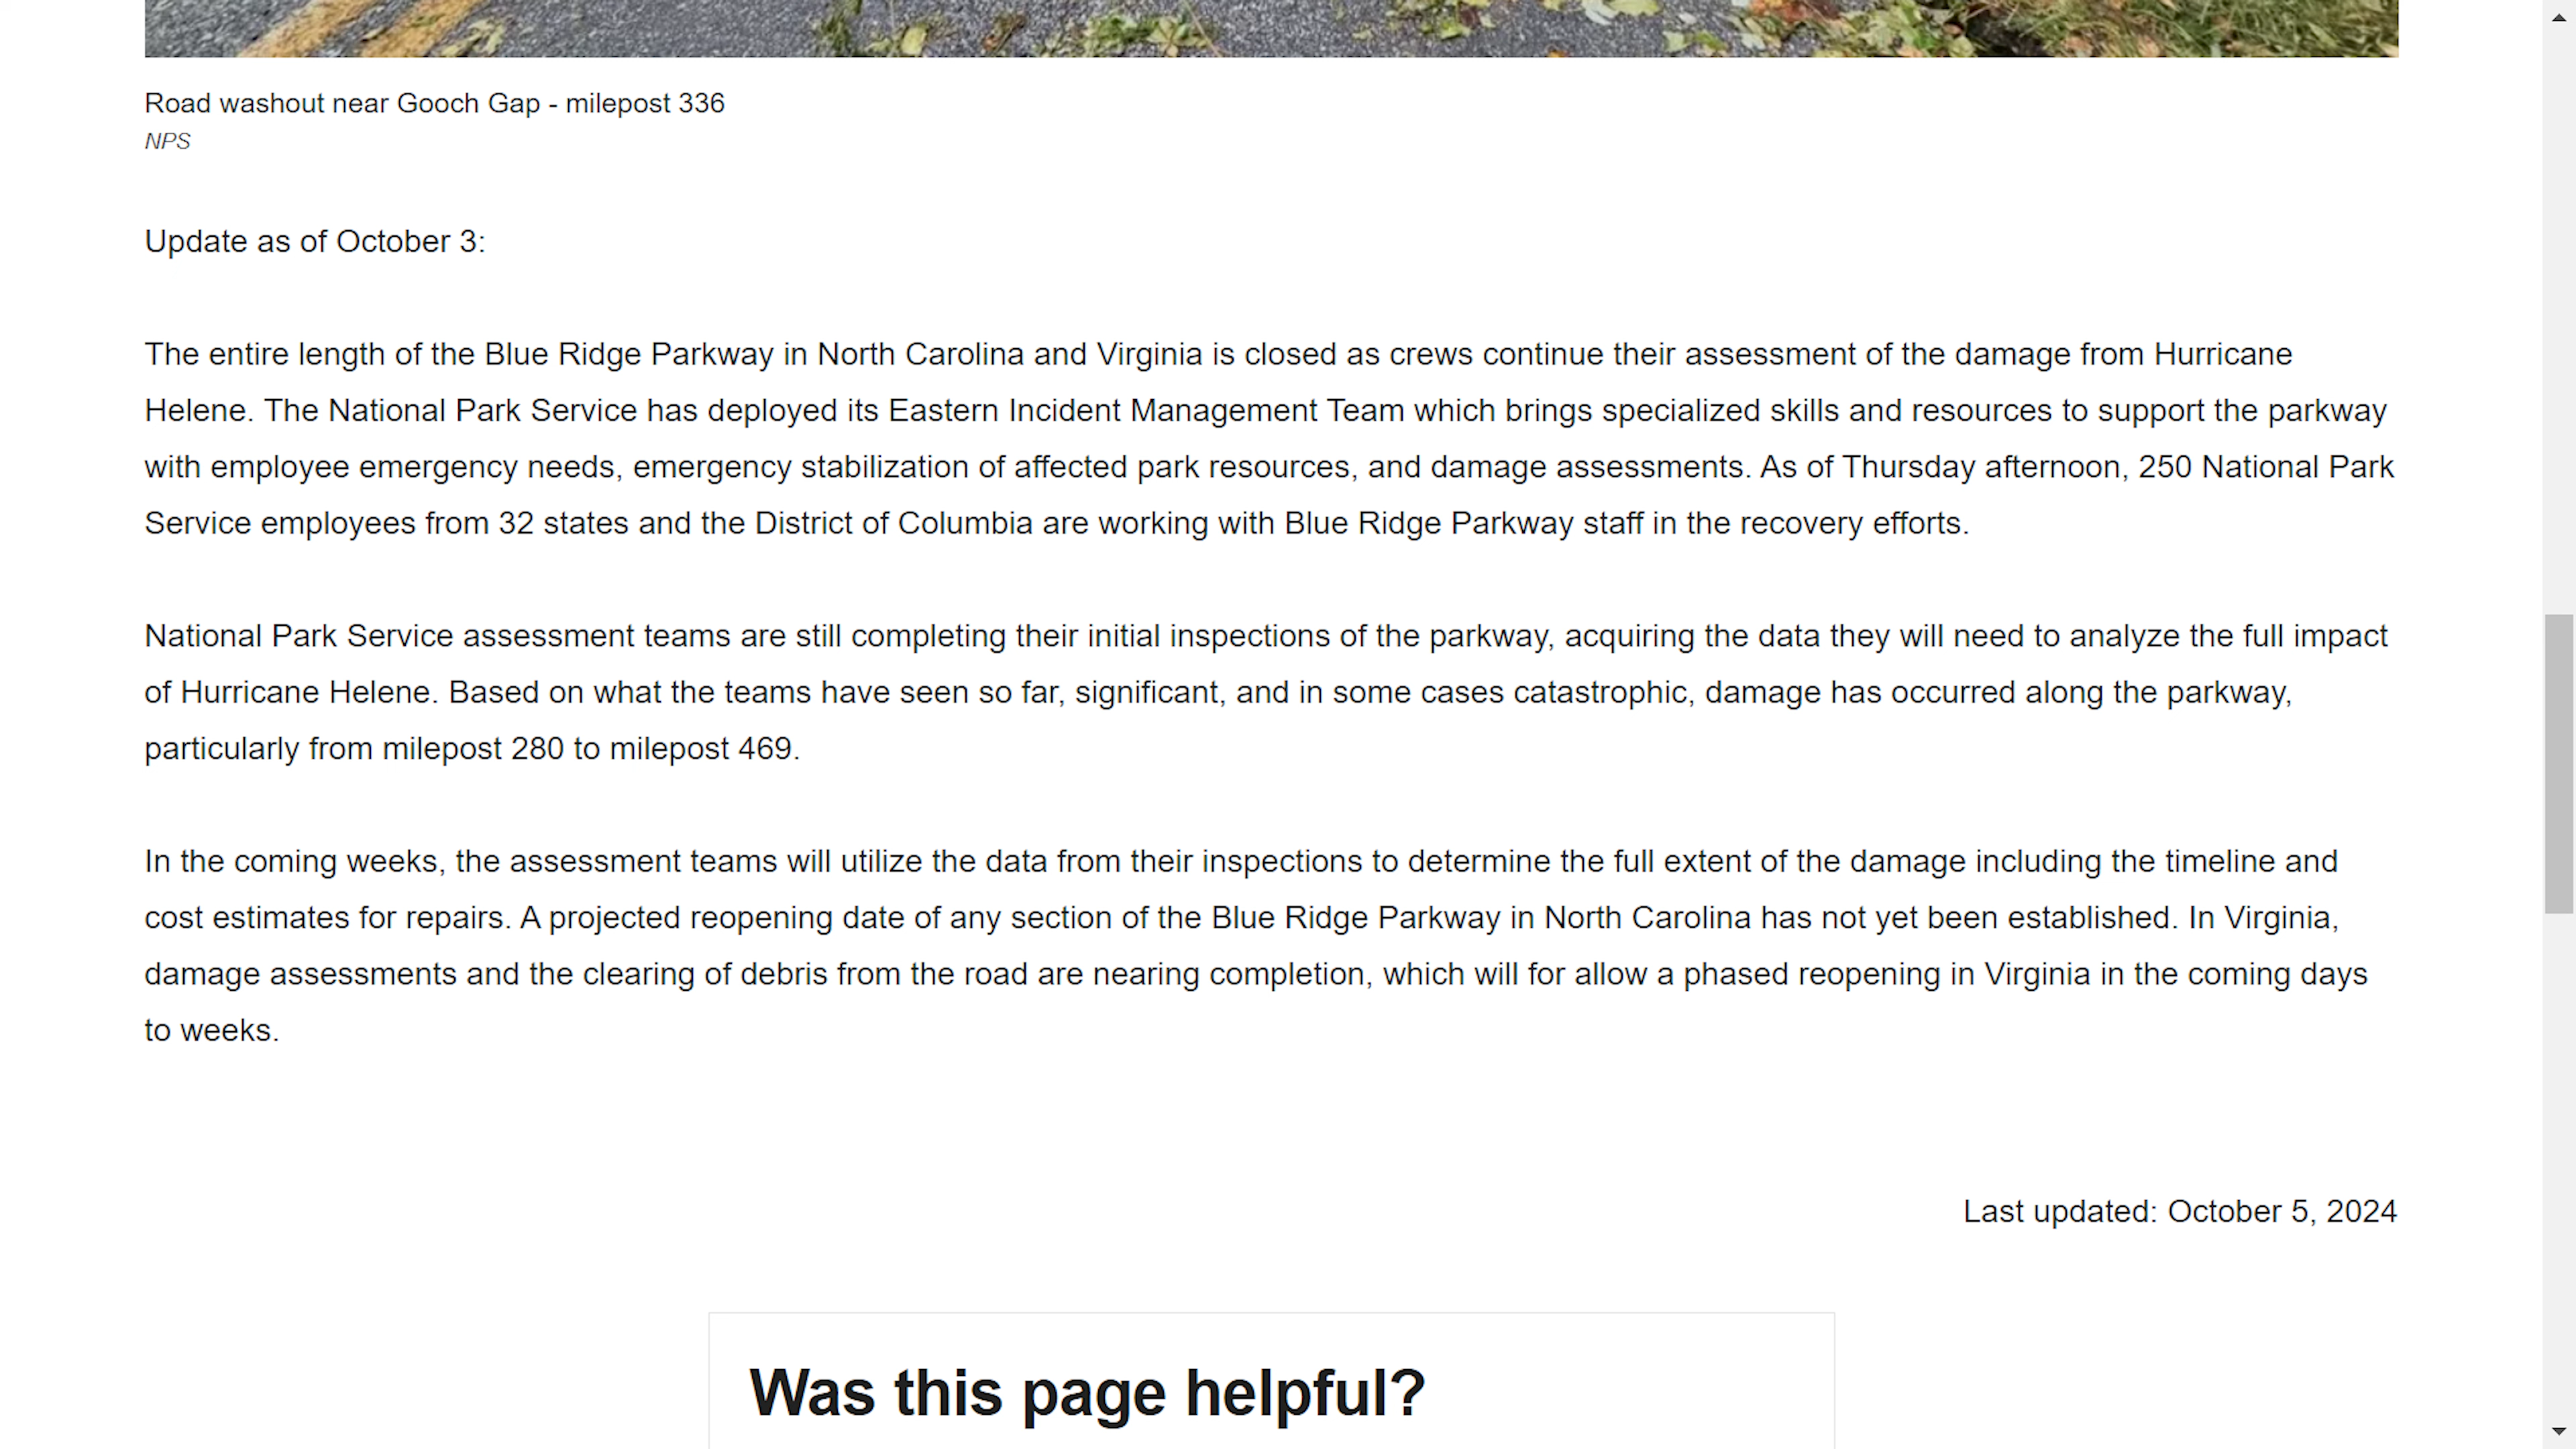 Road washout near Gooch Gap - milepost 336
NPS
Update as of October 3:
The entire length of the Blue Ridge Parkway in North Carolina and Virginia is closed as crews continue their assessment of the damage from Hurricane
Helene. The National Park Service has deployed its Eastern Incident Management Team which brings specialized skills and resources to support the parkway
with employee emergency needs, emergency stabilization of affected park resources, and damage assessments. As of Thursday afternoon, 250 National Park
Service employees from 32 states and the District of Columbia are working with Blue Ridge Parkway staff in the recovery efforts.
National Park Service assessment teams are still completing their initial inspections of the parkway, acquiring the data they will need to analyze the full impact
of Hurricane Helene. Based on what the teams have seen so far, significant, and in some cases catastrophic, damage has occurred along the parkway,
particularly from milepost 280 to milepost 469.
In the coming weeks, the assessment teams will utilize the data from their inspections to determine the full extent of the damage including the timeline and
cost estimates for repairs. A projected reopening date of any section of the Blue Ridge Parkway in North Carolina has not yet been established. In Virginia,
damage assessments and the clearing of debris from the road are nearing completion, which will for allow a phased reopening in Virginia in the coming days
to weeks.
Last updated: October 5, 2024
Was this page helpful?